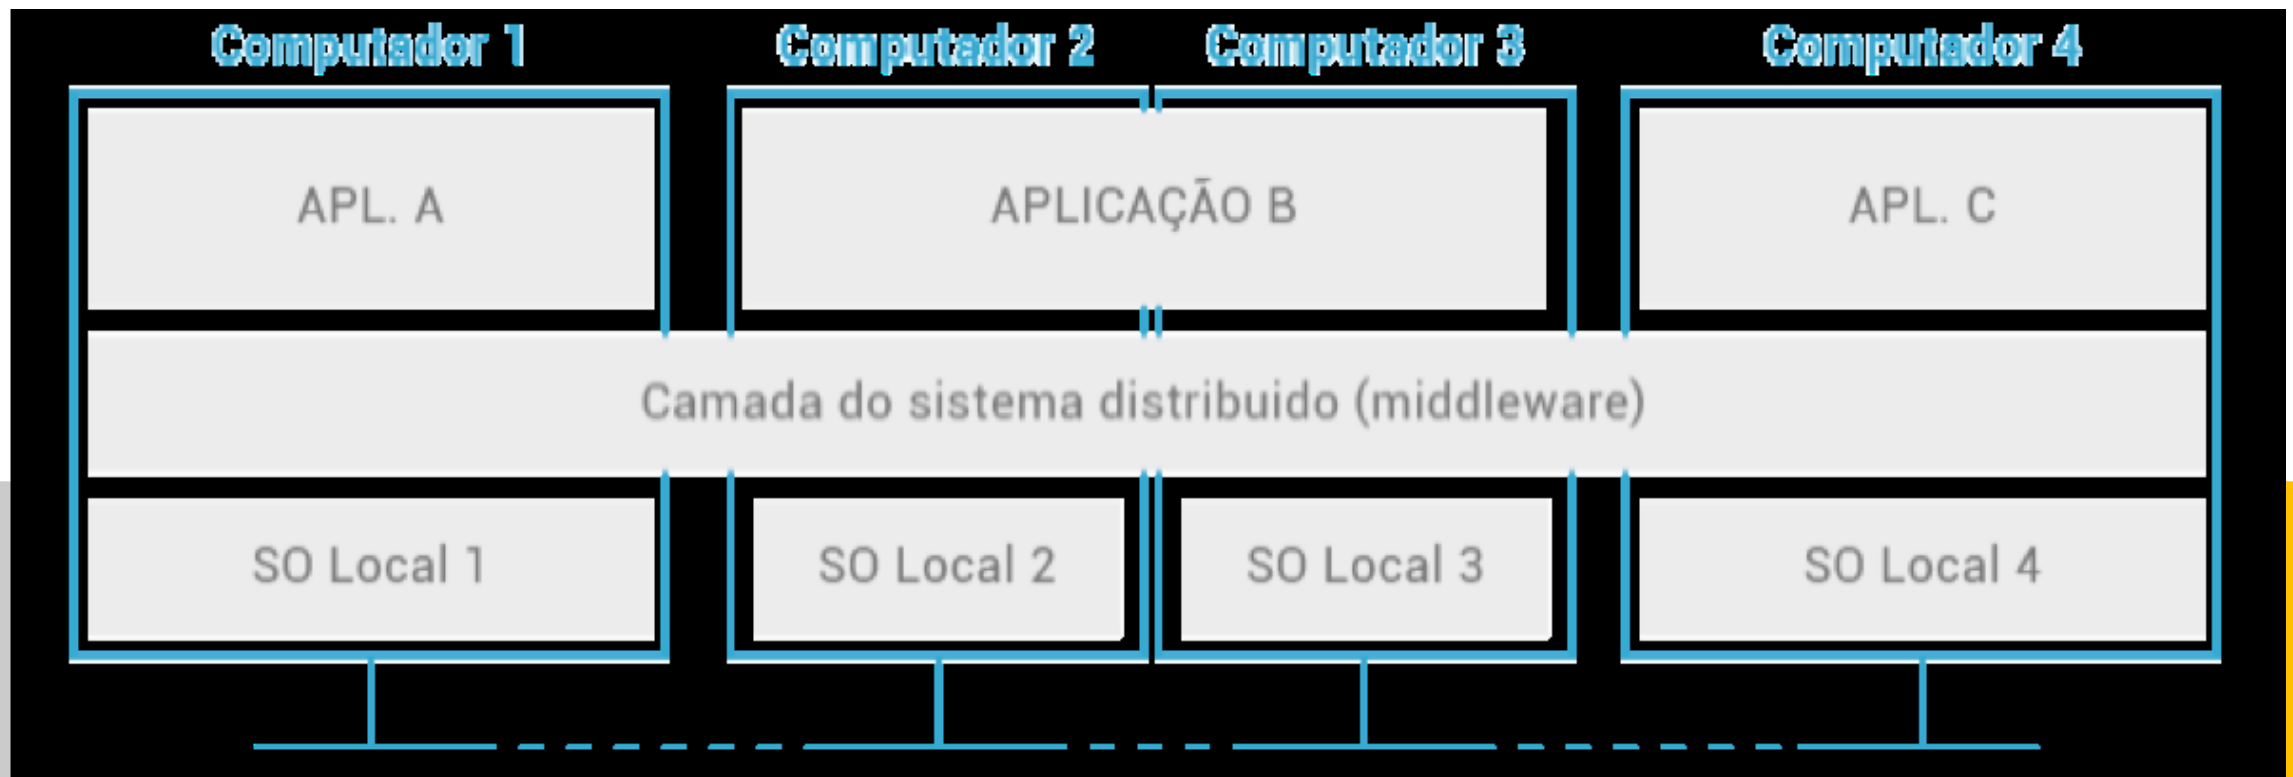 Computador 1 Computador 2 Computador 3 Computador 4
APL. A APLICAÇÃO B APL. C
Camada do sistema distribuido (middleware)
SO Local 1 SO Local 2 SO Local 3 SO Local 4